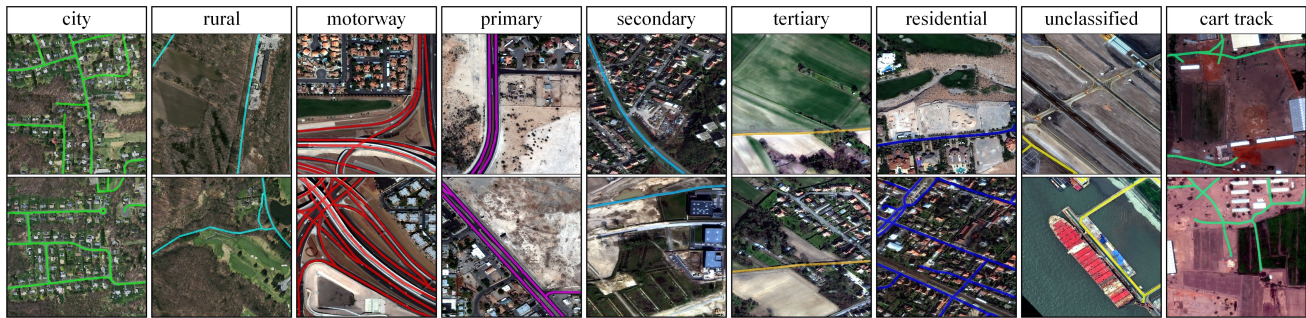 city
rural
motorway
primary
secondary
tertiary
residential
unclassified
cart track